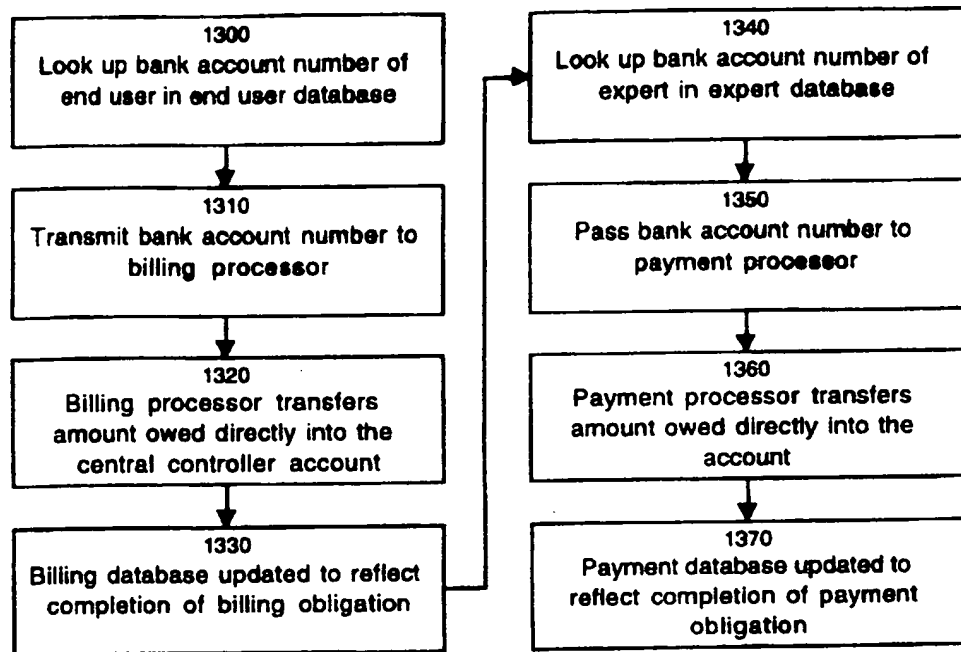 1300
Look up bank account number of
end user in end user database
1310
Transmit bank account number to
billing processor
1320
Billing processor transfers
amount owed directly into the
central controller account
1330
Billing database updated to reflect
completion of billing obligation
1340
Look up bank account number of
expert in expert database
1350
Pass bank account number to
payment processor
1360
Payment processor transfers
amount owed directly into the
account
1370
Payment database updated to
reflect completion of payment
obligation